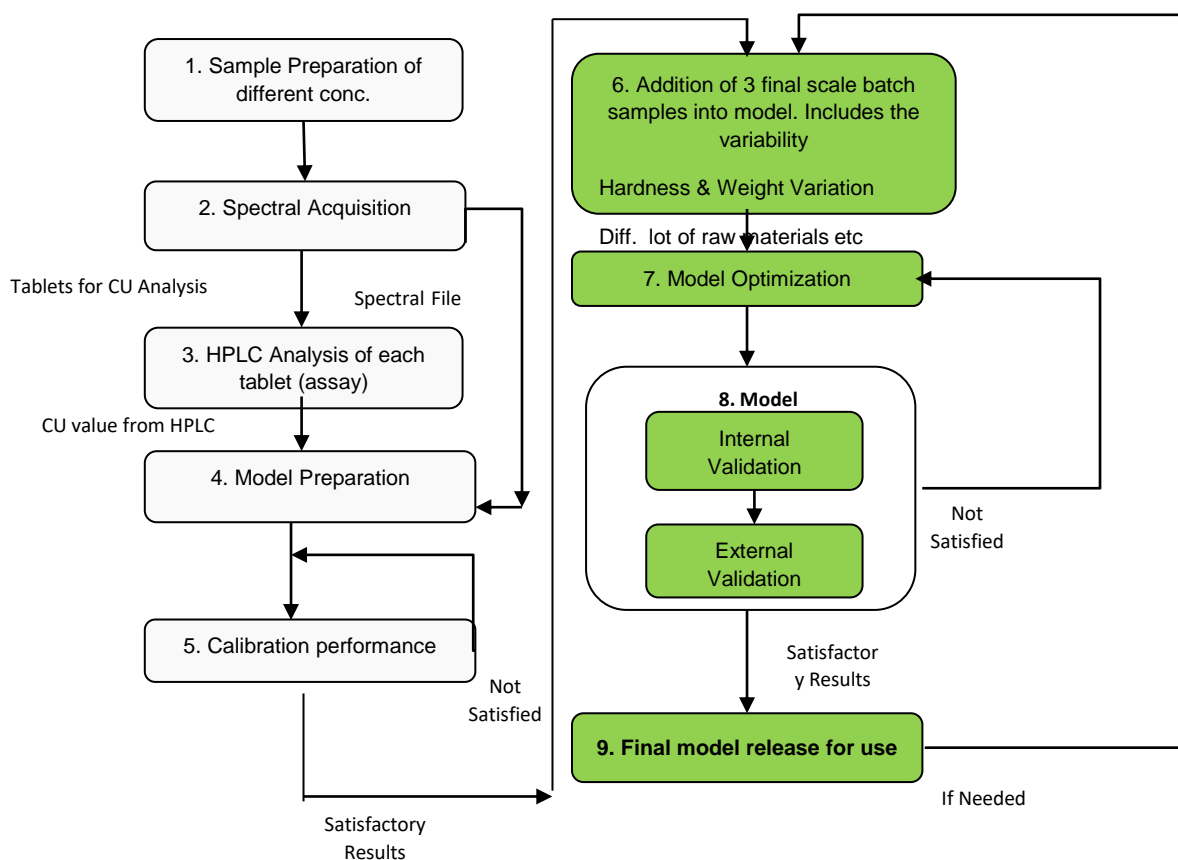 1. Sample Preparation of
different conc.
2. Spectral Acquisition
Tablets for CU Analysis
Spectral File
3. HPLC Analysis of each
tablet (assay)
CU value from HPLC
4. Model Preparation
5. Calibration performance
Not
Satisfied
Satisfactory
Results
6. Addition of 3 final scale batch
samples into model. Includes the
variability
Hardness & Weight Variation
Diff. lot of raw materials etc
7. Model Optimization
8. Model
Internal
Validation
External
Validation
Not
Satisfied
Satisfactor
y Results
9. Final model release for use
If Needed